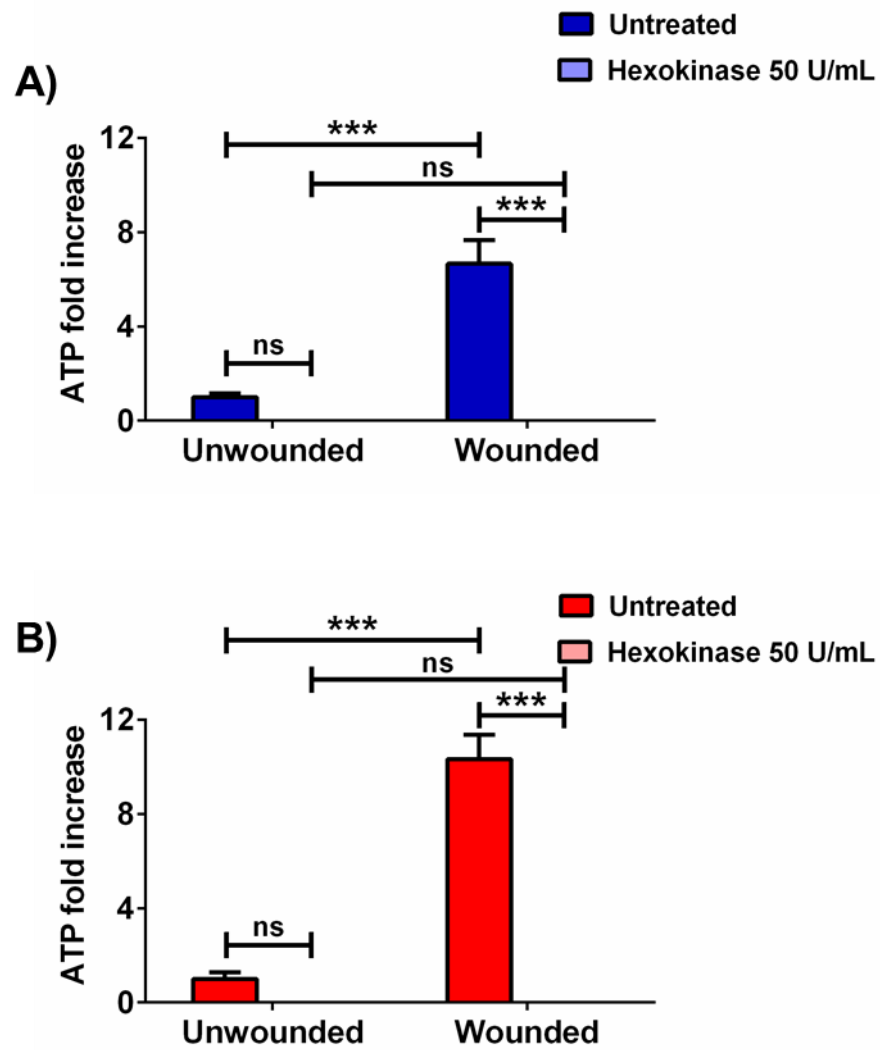 Untreated
Hexokinase 50 U/mL
A)
ATP fold increase
12
8
4
0
***
ns
***
ns
Unwounded
Wounded
Untreated
Hexokinase 50 U/mL
B)
ATP fold increase
12
8
4
0
***
ns
***
ns
Unwounded
Wounded